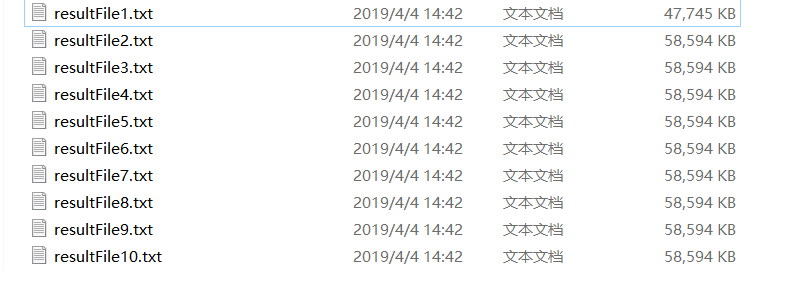 resultFile1.txt 2019/4/4 14:42 文本文档 47,745 KB
resultFile2.txt 2019/4/4 14:42 文本文档 58,594 KB
resultFile3.txt 2019/4/4 14:42 文本文档 58,594 KB
resultFile4.txt 2019/4/4 14:42 文本文档 58,594 KB
resultFile5.txt 2019/4/4 14:42 文本文档 58,594 KB
resultFile6.txt 2019/4/4 14:42 文本文档 58,594 KB
resultFile7.txt 2019/4/4 14:42 文本文档 58,594 KB
resultFile8.txt 2019/4/4 14:42 文本文档 58,594 KB
resultFile9.txt 2019/4/4 14:42 文本文档 58,594 KB
resultFile10.txt 2019/4/4 14:42 文本文档 58,594 KB